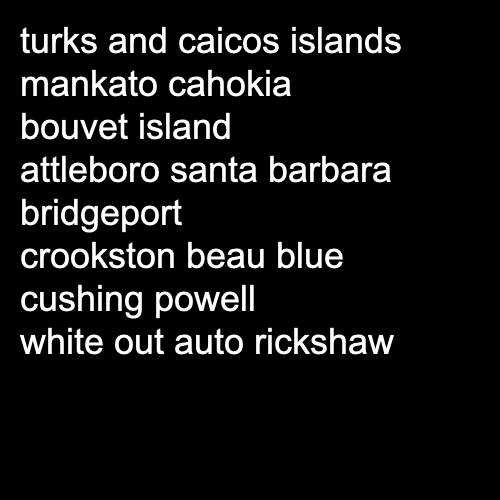 turks and caicos islands
mankato cahokia
bouvet island
attleboro santa barbara
bridgeport
crookston beau blue
cushing powell
white out auto rickshaw